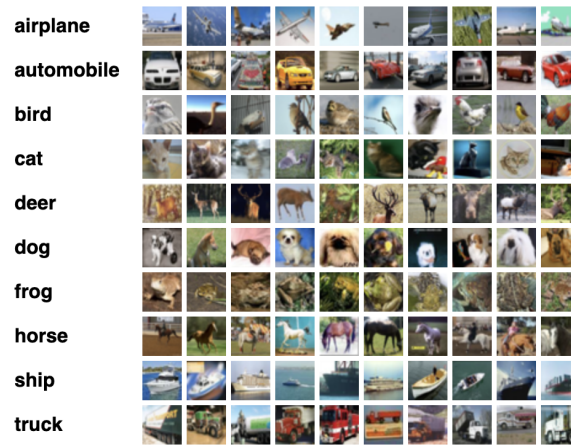 airplane
automobile
bird
cat
deer
dog
frog
horse
ship
truck